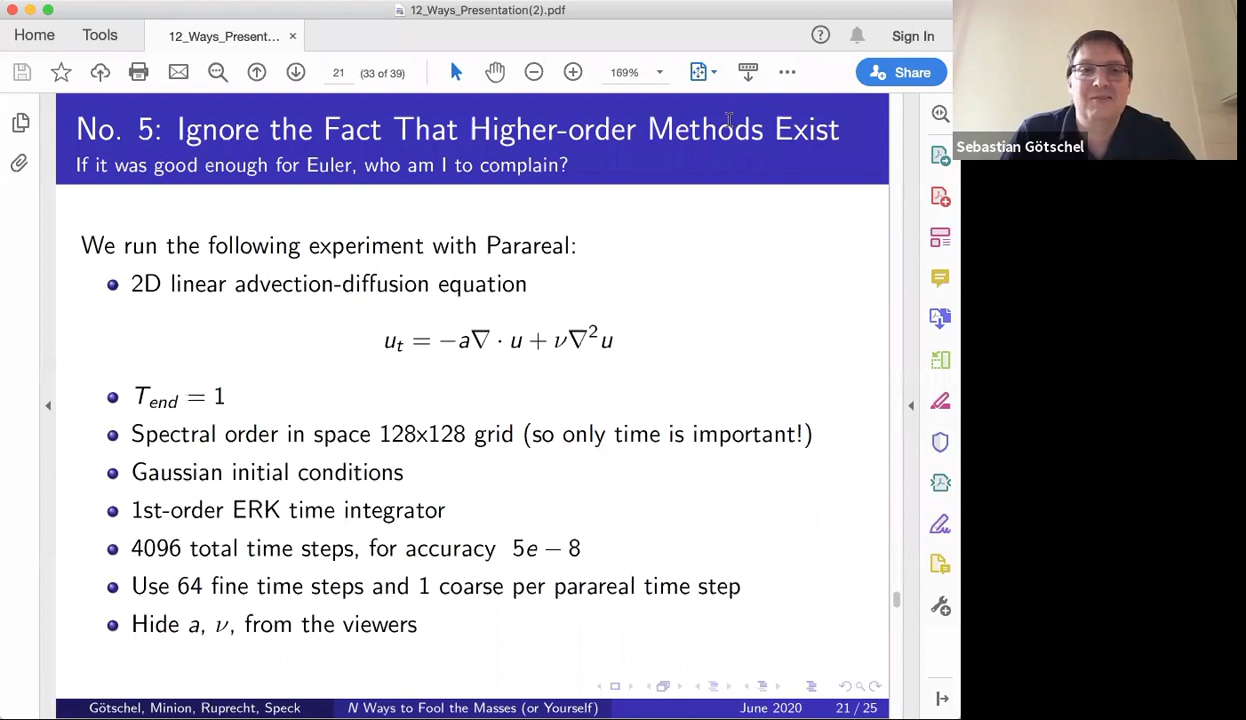 12_Ways_Presentation(2).pdf
Home Tools 12_Ways_Present... × Sign In
21 (33 of 39) 169% Share
No. 5: Ignore the Fact That Higher-order Methods Exist
If it was good enough for Euler, who am I to complain?
Sebastian Götschel
We run the following experiment with Parareal:
2D linear advection-diffusion equation
u_t = −a∇ · u + ν∇²u
T_end = 1
Spectral order in space 128x128 grid (so only time is important!)
Gaussian initial conditions
1st-order ERK time integrator
4096 total time steps, for accuracy 5e − 8
Use 64 fine time steps and 1 coarse per parareal time step
Hide a, ν, from the viewers
Götschel, Minion, Ruprecht, Speck N Ways to Fool the Masses (or Yourself) June 2020 21 / 25